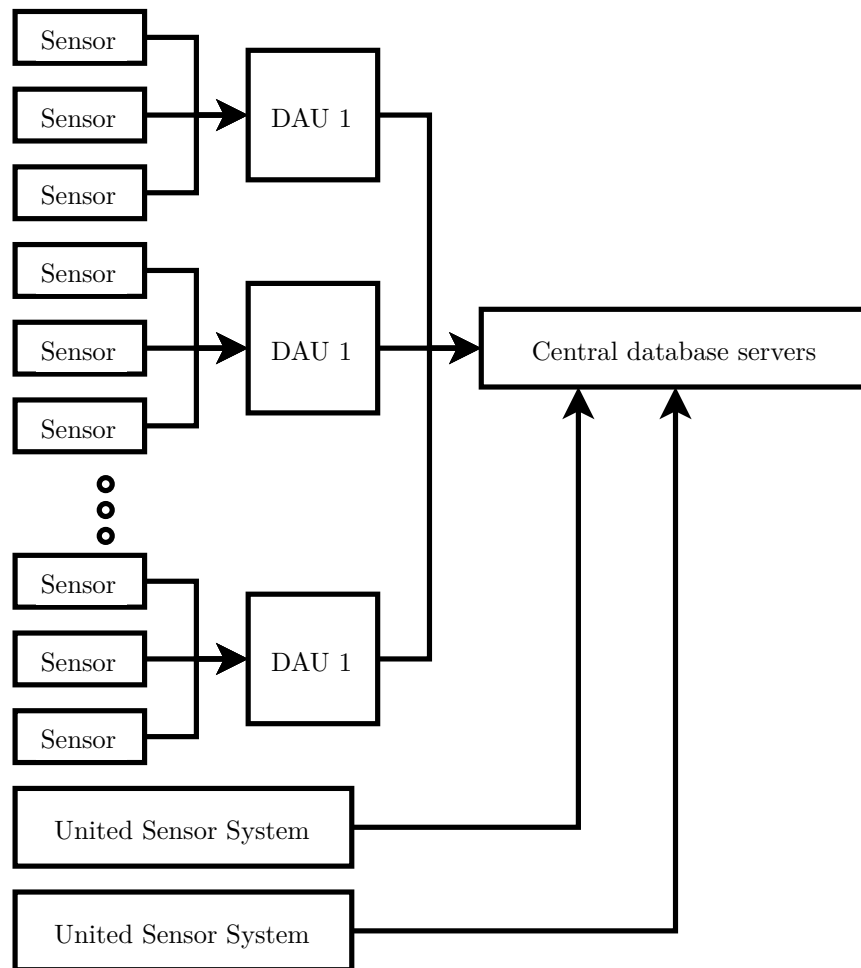 Sensor
Sensor
Sensor
DAU 1
Sensor
Sensor
Sensor
DAU 1
Central database servers
Sensor
Sensor
Sensor
DAU 1
United Sensor System
United Sensor System